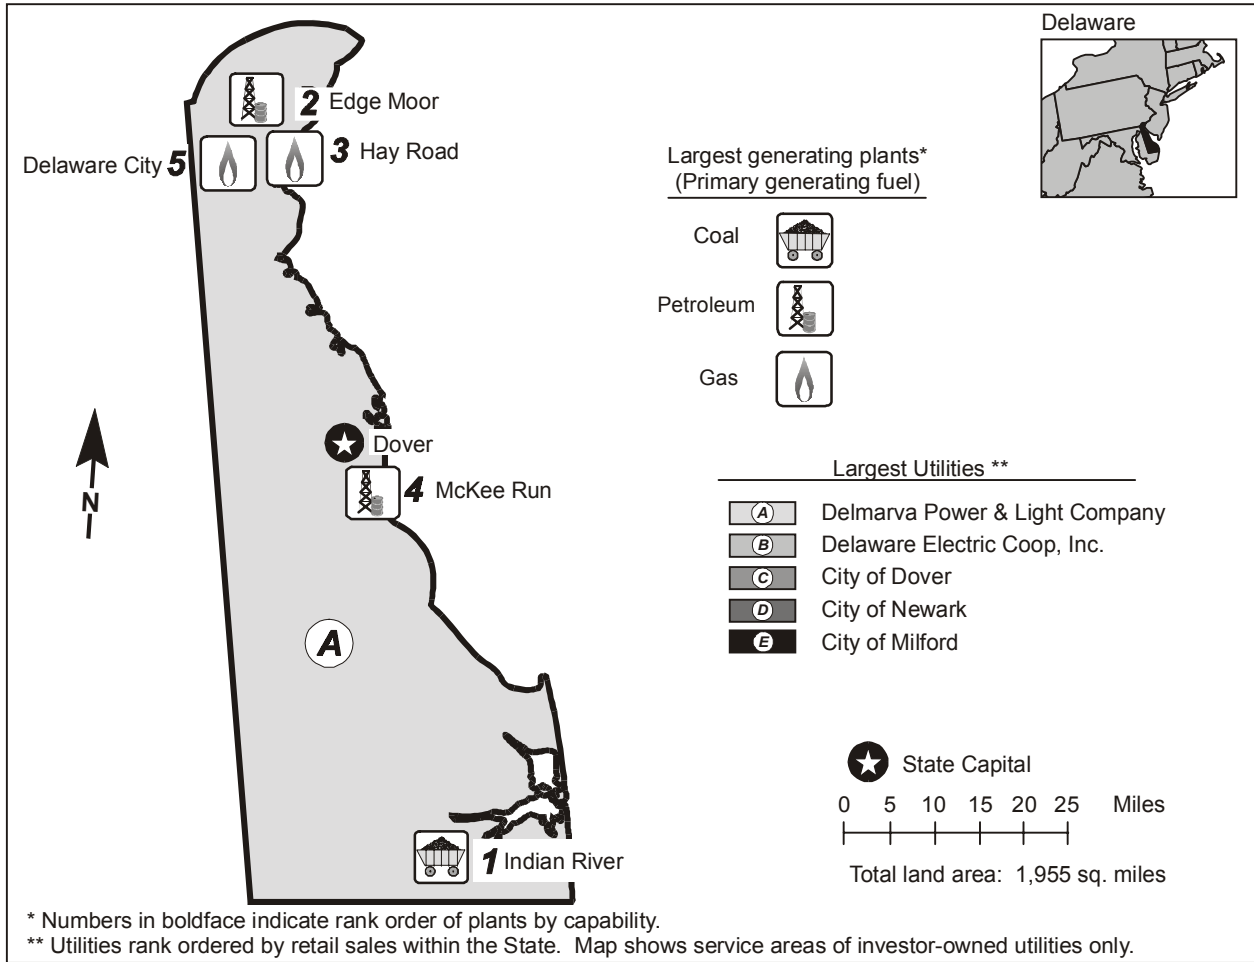 Delaware
2 Edge Moor
3 Hay Road
Delaware City 5
Largest generating plants*
(Primary generating fuel)
Coal
Petroleum
Gas
Dover
4 McKee Run
N
A
1 Indian River
Largest Utilities **
A Delmarva Power & Light Company
B Delaware Electric Coop, Inc.
C City of Dover
D City of Newark
E City of Milford
State Capital
0 5 10 15 20 25 Miles
Total land area: 1,955 sq. miles
* Numbers in boldface indicate rank order of plants by capability.
** Utilities rank ordered by retail sales within the State. Map shows service areas of investor-owned utilities only.